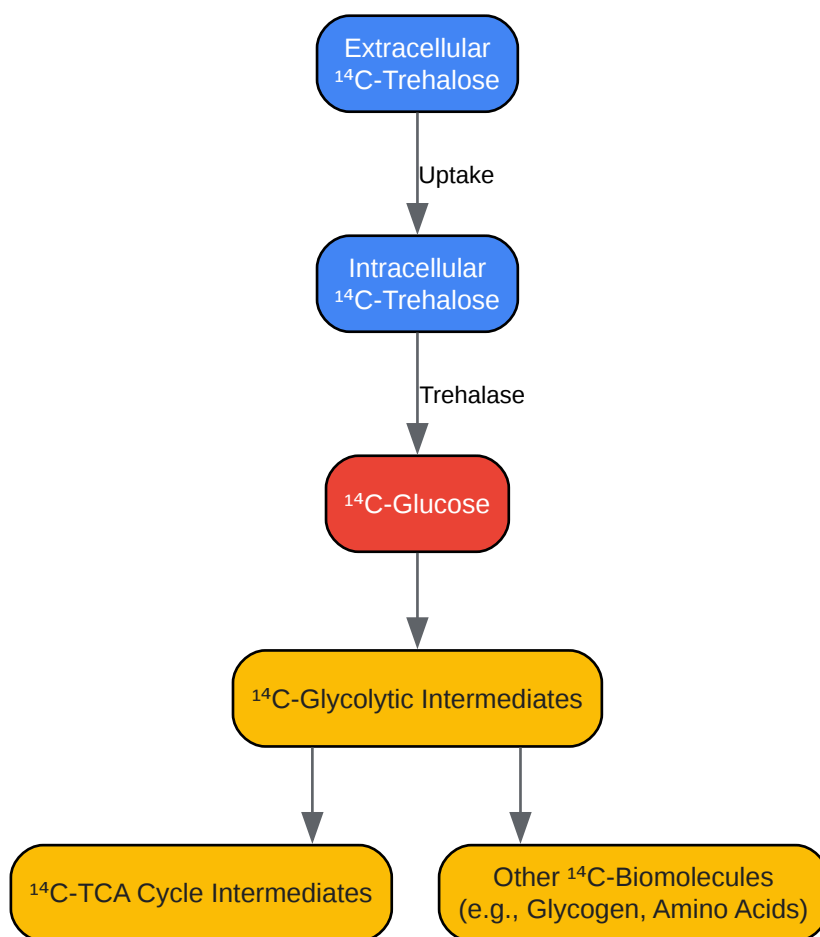 Extracellular
¹⁴C-Trehalose
Uptake
Intracellular
¹⁴C-Trehalose
Trehalase
¹⁴C-Glucose
¹⁴C-Glycolytic Intermediates
¹⁴C-TCA Cycle Intermediates
Other ¹⁴C-Biomolecules
(e.g., Glycogen, Amino Acids)